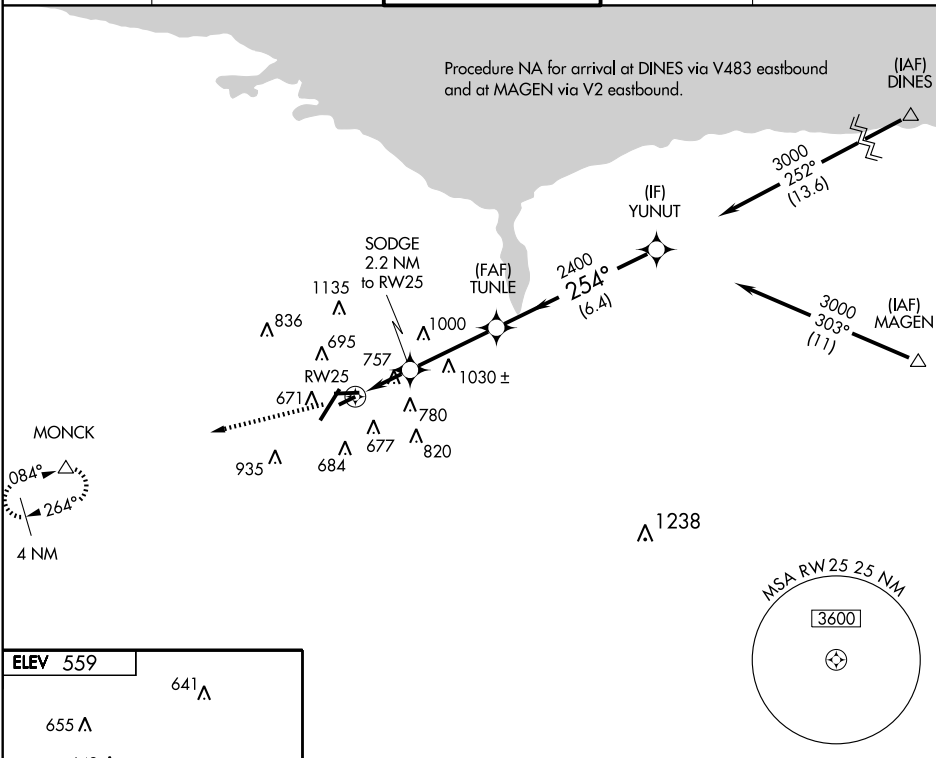 Procedure NA for arrival at DINES via V483 eastbound
and at MAGEN via V2 eastbound.
(IAF)
DINES
3000
252°
(13.6)
(IF)
YUNUT
SODGE
2.2 NM
to RW25
(FAF)
TUNLE
2400
254°
(6.4)
3000
303°
(11)
(IAF)
MAGEN
1135
836
1000
695
757
1030 ±
RW25
671
780
MONCK
677
820
935
684
084°
264°
4 NM
1238
MSA RW25 25 NM
3600
ELEV 559
641
655